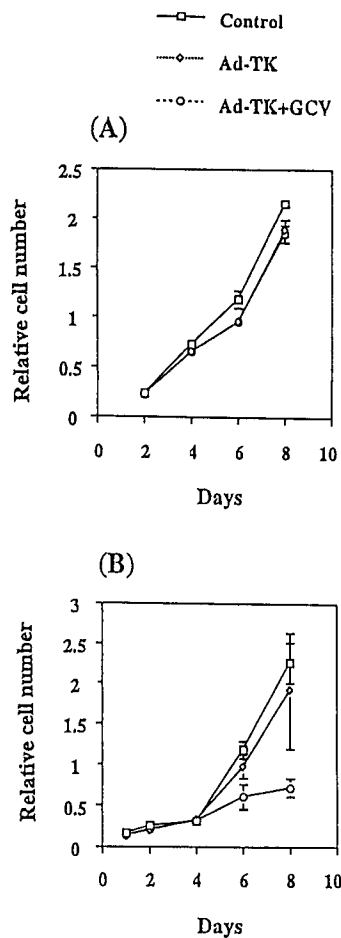 Control
Ad-TK
Ad-TK+GCV
(A)
2.5
2
1.5
1
0.5
0
Relative cell number
0 2 4 6 8 10
Days
(B)
3
2.5
2
1.5
1
0.5
0
Relative cell number
0 2 4 6 8 10
Days